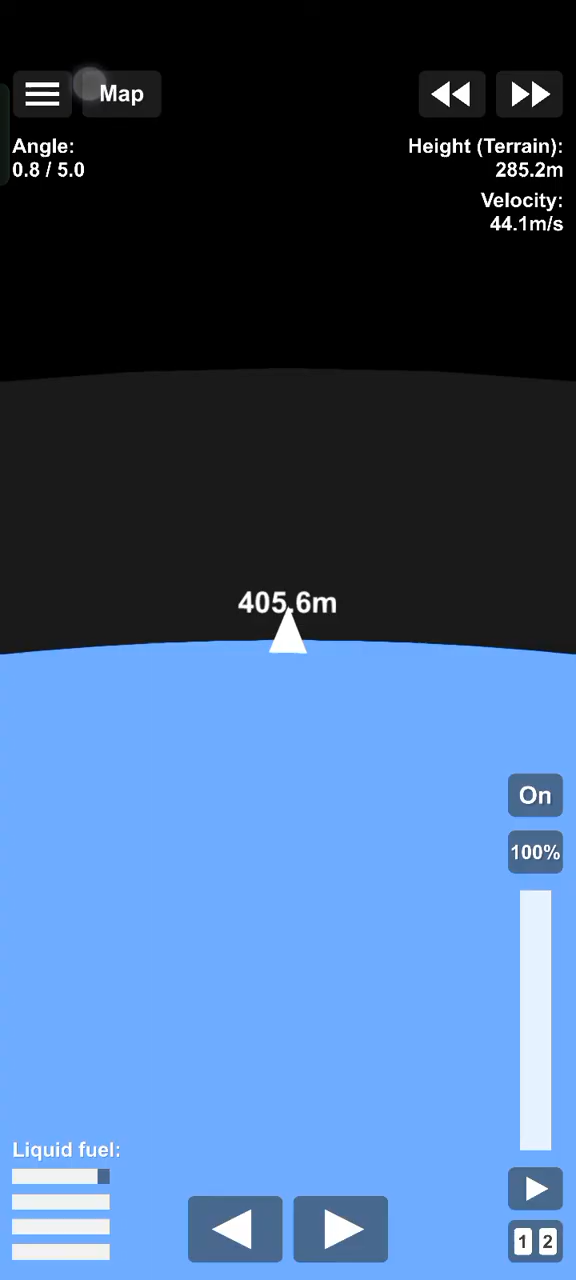 Map
Angle:
0.8 / 5.0
Height (Terrain):
285.2m
Velocity:
44.1m/s
405.6m
On
100%
Liquid fuel:
1 2